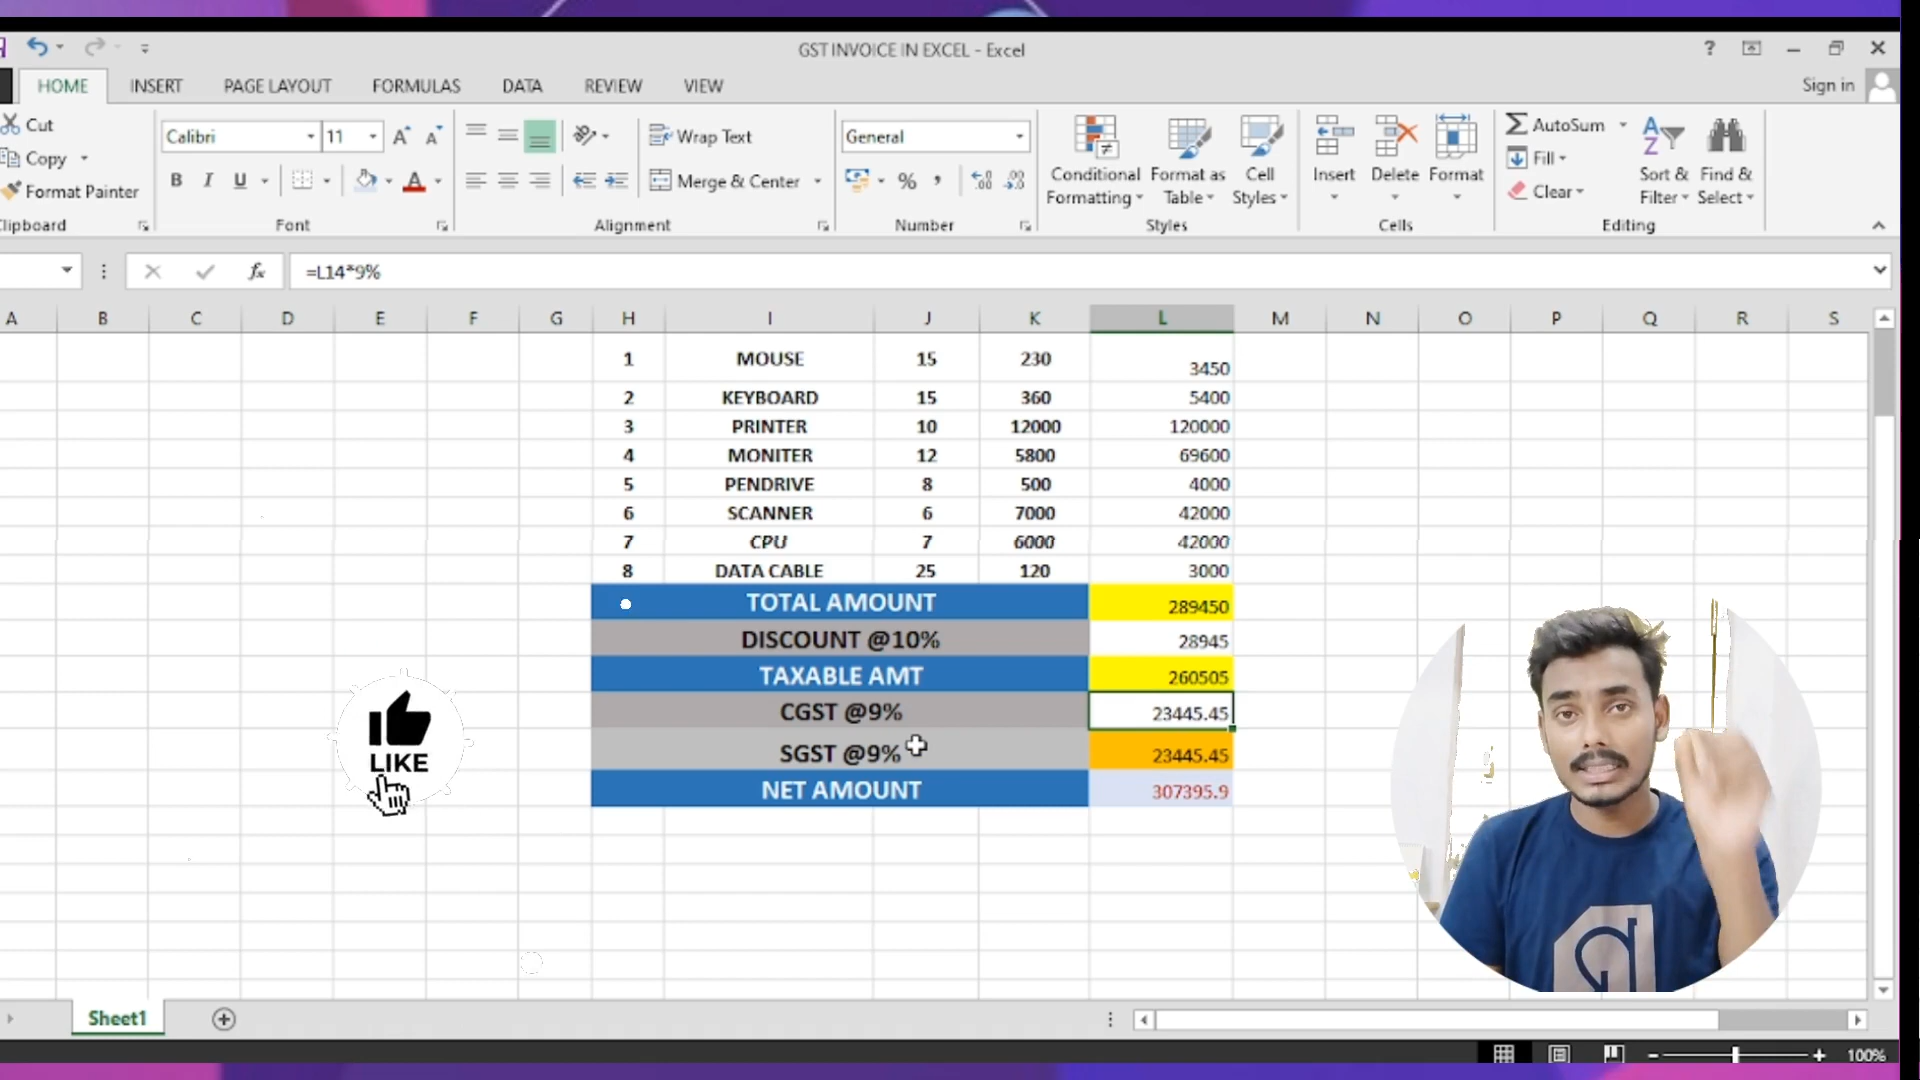 GST INVOICE IN EXCEL - Excel
HOME INSERT PAGE LAYOUT FORMULAS DATA REVIEW VIEW Sign in
Cut
Copy
Format Painter
Clipboard
Calibri 11
B I U
Font
Wrap Text
Merge & Center
Alignment
General
%
Number
Conditional Formatting
Format as Table
Cell Styles
Styles
Insert
Delete
Format
Cells
AutoSum
Fill
Clear
Sort & Filter
Find & Select
Editing
=L14*9%
A B C D E F G H I J K L M N O P Q R S
1 MOUSE 15 230 3450
2 KEYBOARD 15 360 5400
3 PRINTER 10 12000 120000
4 MONITER 12 5800 69600
5 PENDRIVE 8 500 4000
6 SCANNER 6 7000 42000
7 CPU 7 6000 42000
8 DATA CABLE 25 120 3000
TOTAL AMOUNT 289450
DISCOUNT @10% 28945
TAXABLE AMT 260505
CGST @9% 23445.45
SGST @9% 23445.45
NET AMOUNT 307395.9
LIKE
Sheet1
100%